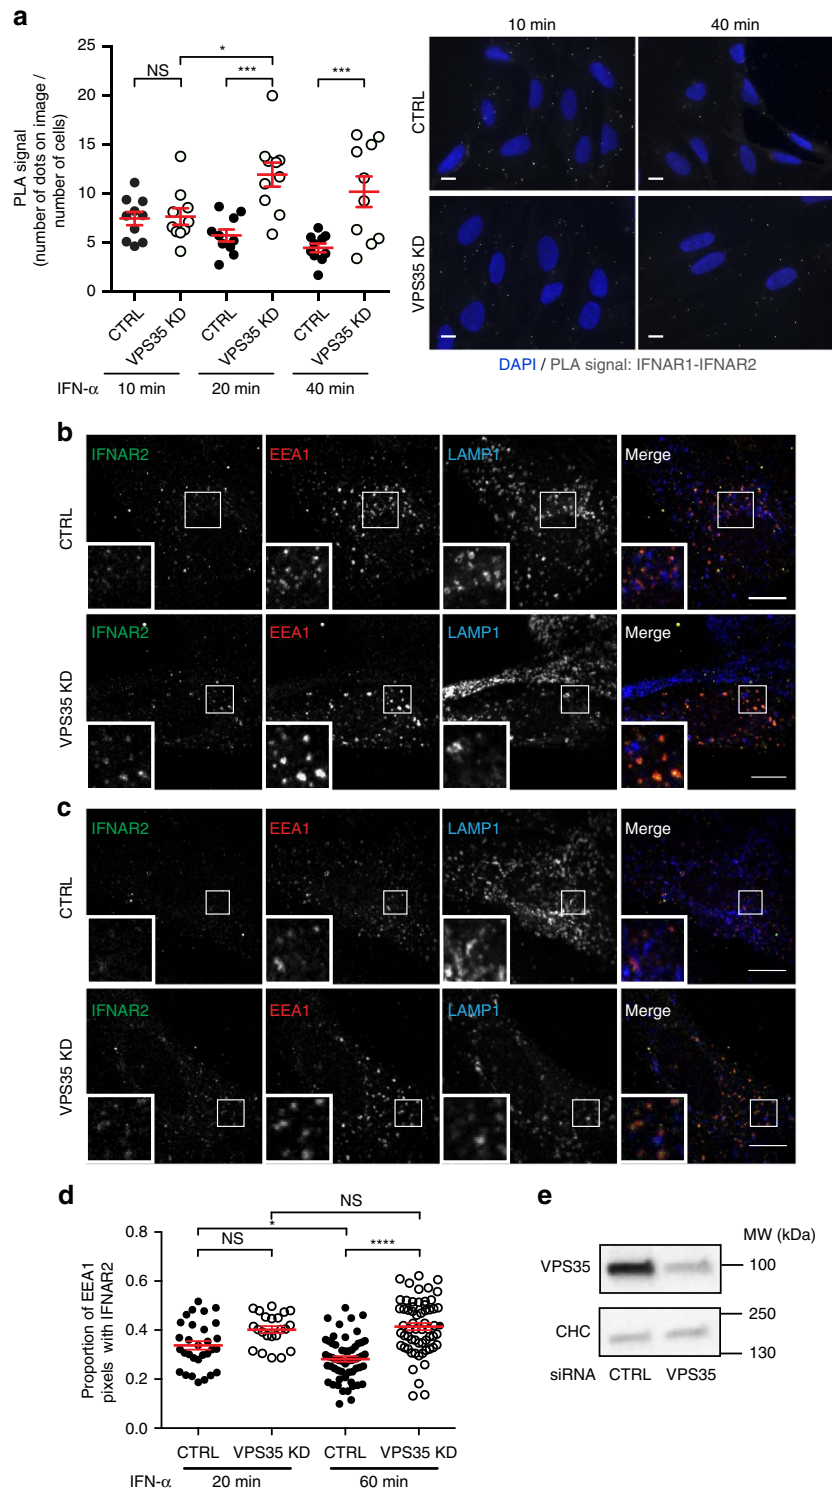 a
25
20
15
10
5
0
PLA signal
(number of dots on image /
number of cells)
NS
*
***
***
CTRL
VPS35 KD
CTRL
VPS35 KD
CTRL
VPS35 KD
IFN-α
10 min
20 min
40 min
10 min
40 min
CTRL
VPS35 KD
DAPI / PLA signal: IFNAR1-IFNAR2
b
CTRL
IFNAR2
EEA1
LAMP1
Merge
VPS35 KD
IFNAR2
EEA1
LAMP1
Merge
c
CTRL
IFNAR2
EEA1
LAMP1
Merge
VPS35 KD
IFNAR2
EEA1
LAMP1
Merge
d
0.8
0.6
0.4
0.2
0.0
Proportion of EEA1
pixels with IFNAR2
NS
*
NS
****
CTRL
VPS35 KD
CTRL
VPS35 KD
IFN-α
20 min
60 min
e
MW (kDa)
VPS35
100
250
CHC
130
siRNA
CTRL
VPS35